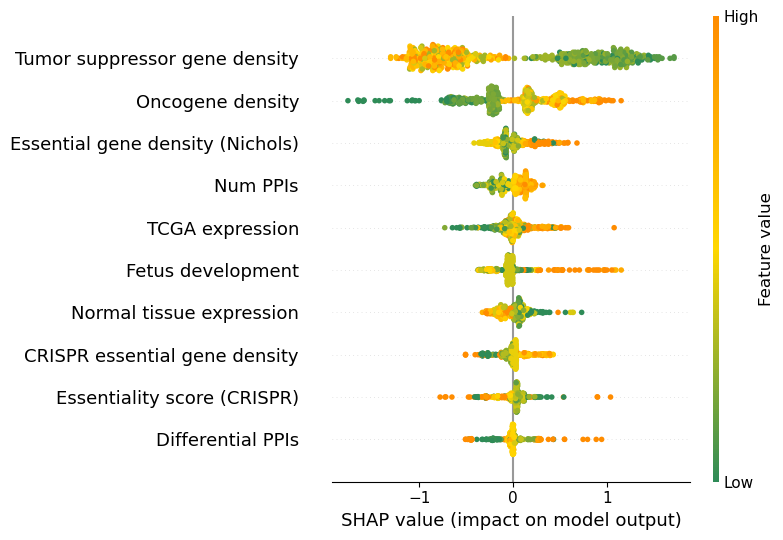 High
Tumor suppressor gene density
Oncogene density
Essential gene density (Nichols)
Num PPIs
TCGA expression
Fetus development
Normal tissue expression
CRISPR essential gene density
Essentiality score (CRISPR)
Differential PPIs
Feature value
Low
−1 0 1
SHAP value (impact on model output)